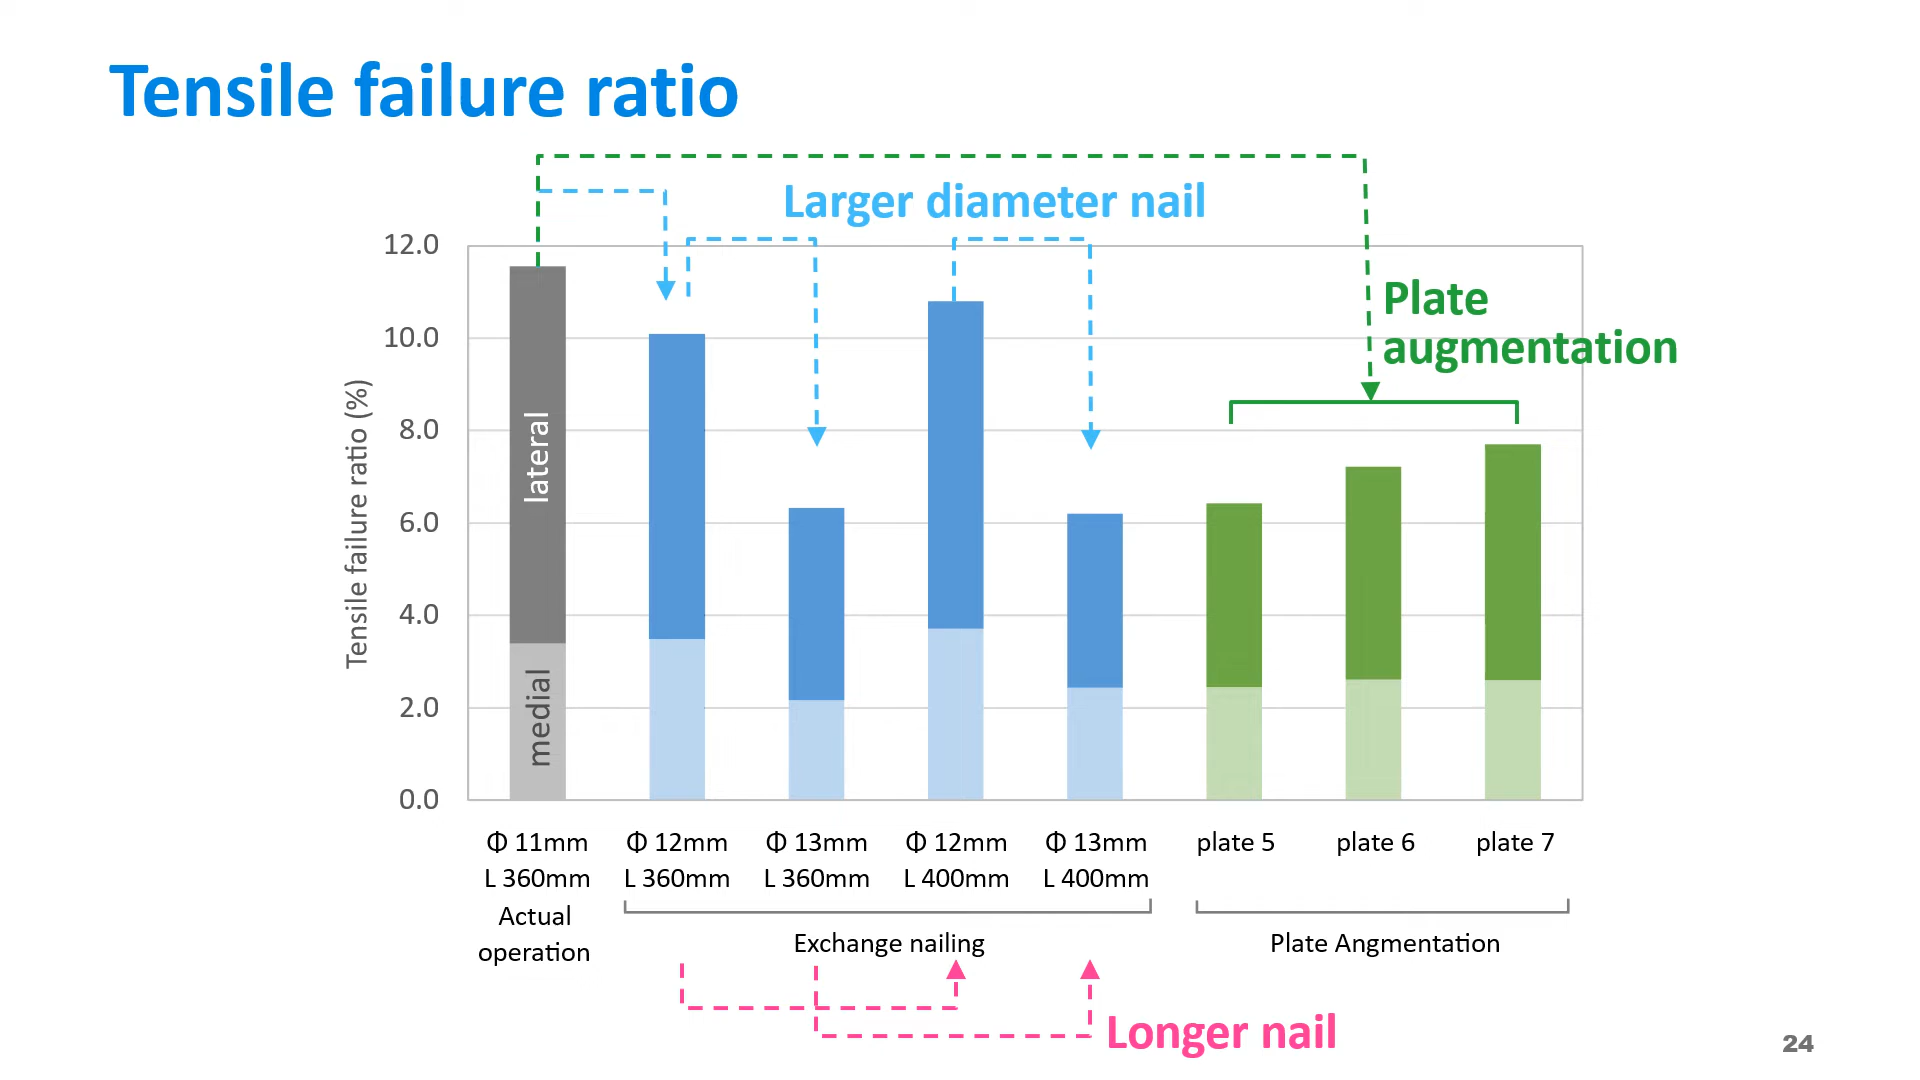 Tensile failure ratio
Larger diameter nail
Plate
augmentation
Tensile failure ratio (%)
12.0
10.0
8.0
6.0
4.0
2.0
0.0
lateral
medial
Φ 11mm
L 360mm
Actual
operation
Φ 12mm
L 360mm
Φ 13mm
L 360mm
Φ 12mm
L 400mm
Φ 13mm
L 400mm
plate 5
plate 6
plate 7
Exchange nailing
Plate Angmentation
Longer nail
24